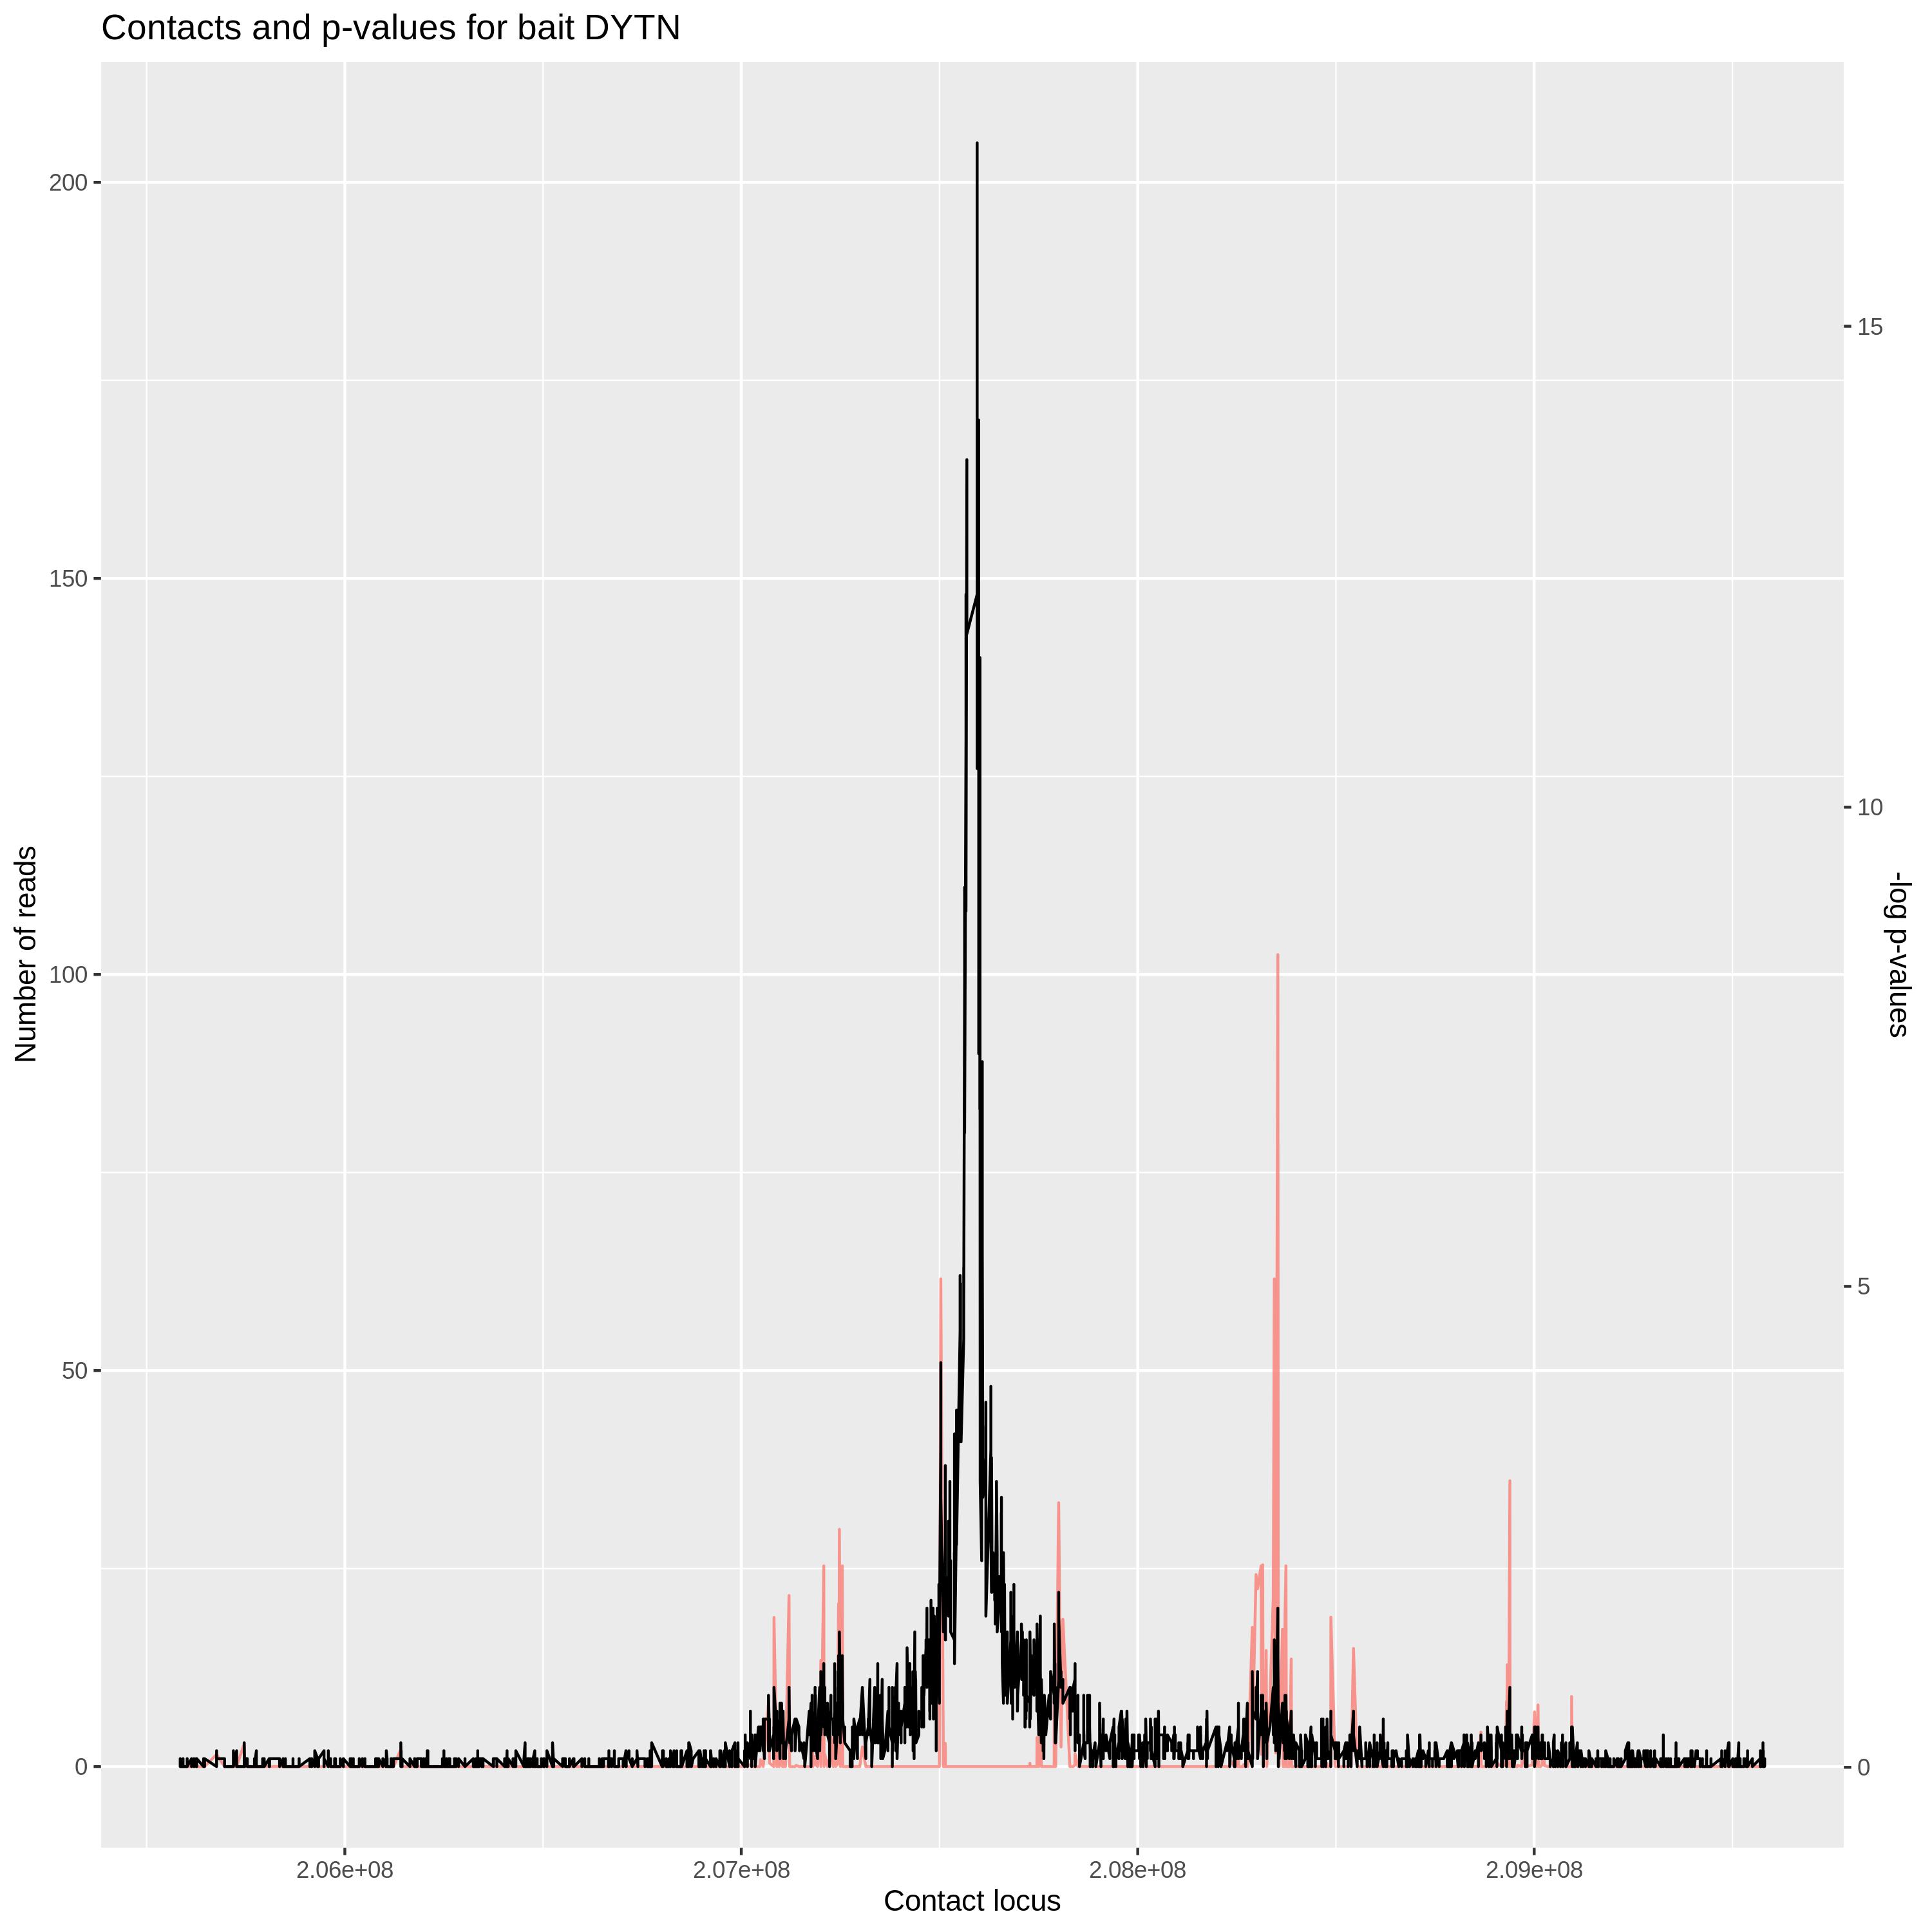 Contacts and p-values for bait DYTN
200
150
100
50
0
Number of reads
15
10
5
0
-log p-values
2.06e+08
2.07e+08
2.08e+08
2.09e+08
Contact locus